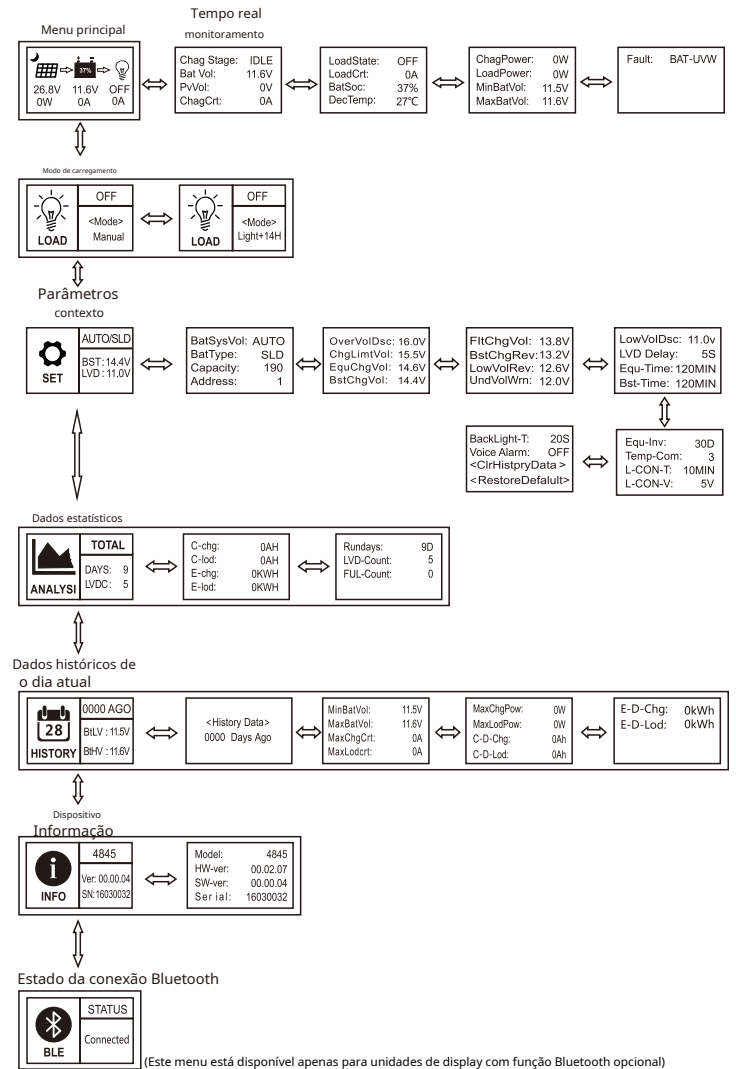 Tempo real
Menu principal
monitoramento
37%
26.8V 11.6V OFF
0W 0A 0A
Chag Stage: IDLE
Bat Vol: 11.6V
PvVol: 0V
ChagCrt: 0A
LoadState: OFF
LoadCrt: 0A
BatSoc: 37%
DecTemp: 27℃
ChagPower: 0W
LoadPower: 0W
MinBatVol: 11.5V
MaxBatVol: 11.6V
Fault: BAT-UVW
Modo de carregamento
LOAD
OFF
<Mode>
Manual
LOAD
OFF
<Mode>
Light+14H
Parâmetros
contexto
SET
AUTO/SLD
BST: 14.4V
LVD : 11.0V
BatSysVol: AUTO
BatType: SLD
Capacity: 190
Address: 1
OverVolDsc: 16.0V
ChgLimtVol: 15.5V
EquChgVol: 14.6V
BstChgVol: 14.4V
FltChgVol: 13.8V
BstChgRev: 13.2V
LowVolRev: 12.6V
UndVolWrn: 12.0V
LowVolDsc: 11.0v
LVD Delay: 5S
Equ-Time: 120MIN
Bst-Time: 120MIN
BackLight-T: 20S
Voice Alarm: OFF
<ClrHistpryData >
<RestoreDefalult>
Equ-Inv: 30D
Temp-Com: 3
L-CON-T: 10MIN
L-CON-V: 5V
Dados estatísticos
ANALYSI
TOTAL
DAYS: 9
LVDC: 5
C-chg: 0AH
C-lod: 0AH
E-chg: 0KWH
E-lod: 0KWH
Rundays: 9D
LVD-Count: 5
FUL-Count: 0
Dados históricos de
o dia atual
28
HISTORY
0000 AGO
BtLV : 11.5V
BtHV : 11.6V
<History Data>
0000 Days Ago
MinBatVol: 11.5V
MaxBatVol: 11.6V
MaxChgCrt: 0A
MaxLodcrt: 0A
MaxChgPow: 0W
MaxLodPow: 0W
C-D-Chg: 0Ah
C-D-Lod: 0Ah
E-D-Chg: 0kWh
E-D-Lod: 0kWh
Dispositivo
Informação
i
INFO
4845
Ver: 00.00.04
SN:16030032
Model: 4845
HW-ver: 00.02.07
SW-ver: 00.00.04
Ser ial: 16030032
Estado da conexão Bluetooth
BLE
STATUS
Connected
(Este menu está disponível apenas para unidades de display com função Bluetooth opcional)